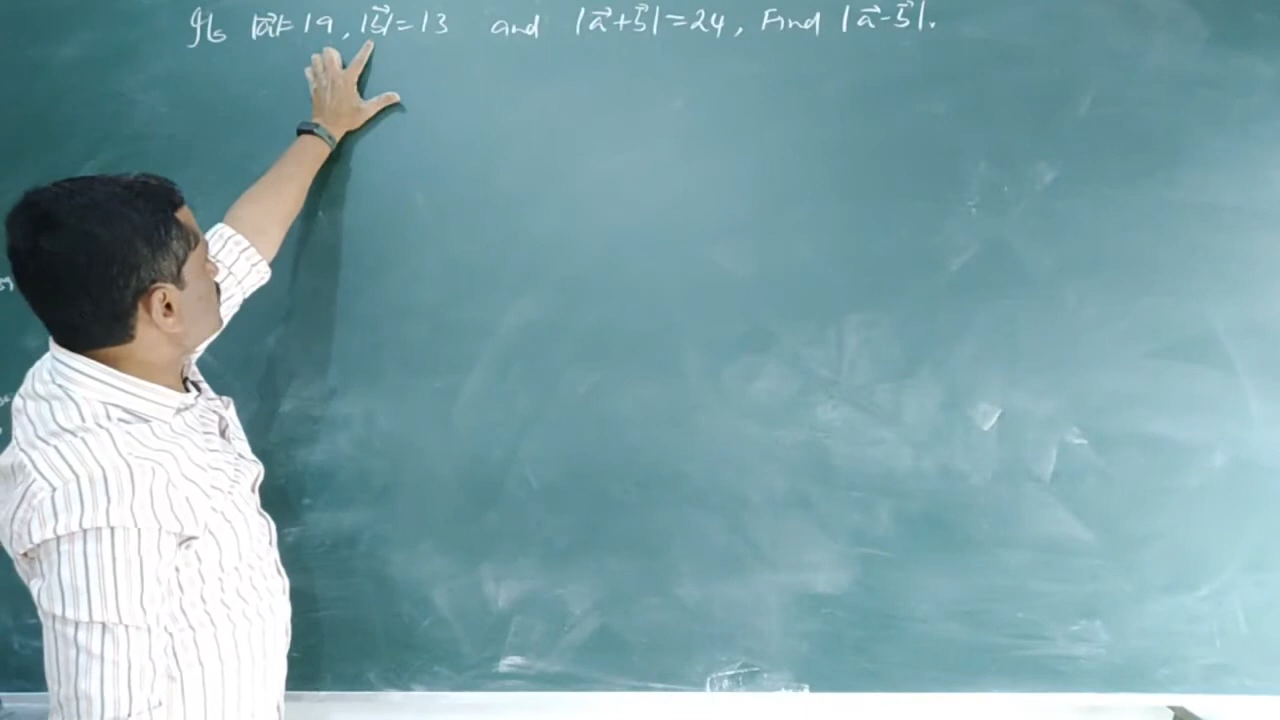 If |a⃗|=19, |b⃗|=13 and |a⃗+b⃗|=24, Find |a⃗-b⃗|.